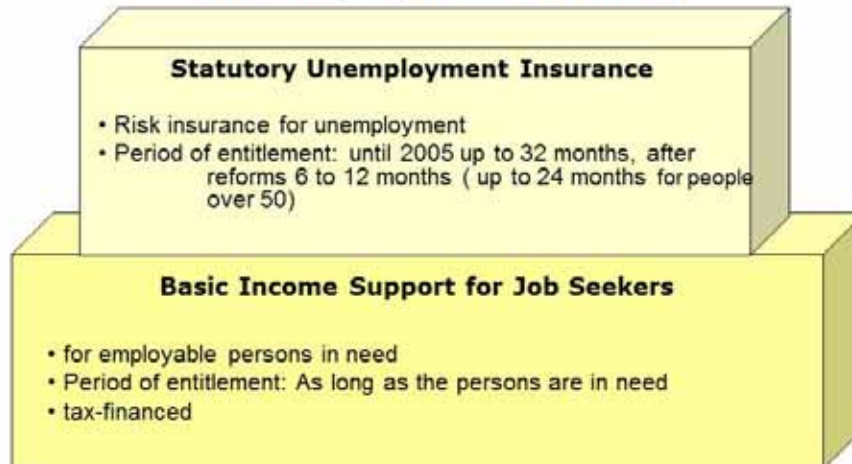 Statutory Unemployment Insurance
• Risk insurance for unemployment
• Period of entitlement: until 2005 up to 32 months, after
reforms 6 to 12 months ( up to 24 months for people
over 50)
Basic Income Support for Job Seekers
• for employable persons in need
• Period of entitlement: As long as the persons are in need
• tax-financed